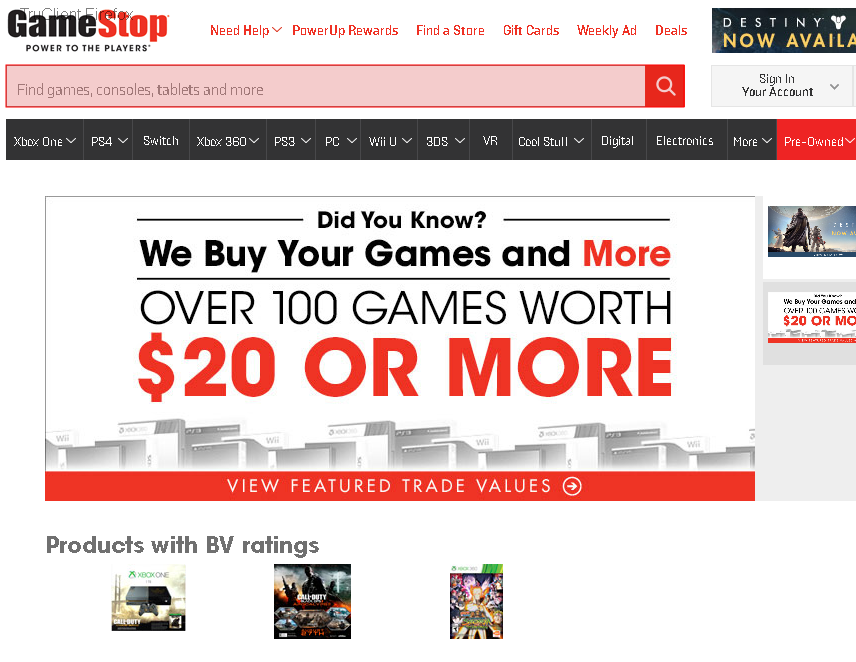 TruClient Firefox
GameStop
POWER TO THE PLAYERS
Need Help PowerUp Rewards Find a Store Gift Cards Weekly Ad Deals
DESTINY
NOW AVAILA
Find games, consoles, tablets and more
Sign In
Your Account
Xbox One PS4 Switch Xbox 360 PS3 PC Wii U 3DS VR Cool Stuff Digital Electronics More Pre-Owned
Did You Know?
We Buy Your Games and More
OVER 100 GAMES WORTH
$20 OR MORE
VIEW FEATURED TRADE VALUES
We Buy Your Games and
OVER 100 GAMES WO
$20 OR MO
Products with BV ratings
XBOX ONE
CALL OF DUTY
CALL OF DUTY
XBOX 360